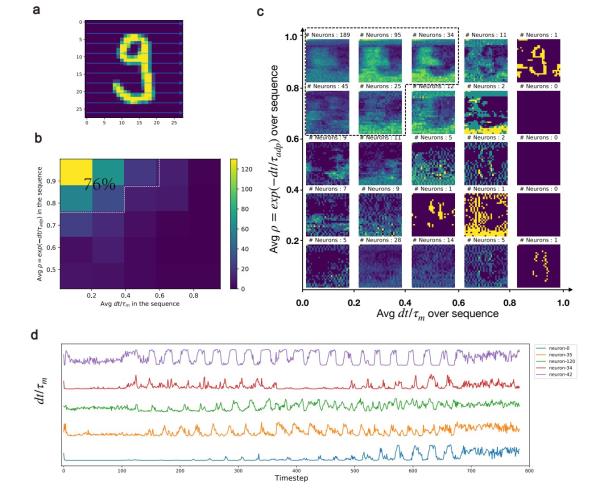 a
0
5
10
15
20
25
0 5 10 15 20 25
b
Avg ρ = exp(−dt/τadp) in the sequence
0.9
0.8
0.7
0.6
0.5
76%
0.2 0.4 0.6 0.8
Avg dt/τm in the sequence
120
100
80
60
40
20
0
c
Avg ρ = exp(−dt/τadp) over sequence
1.0
0.8
0.6
0.4
0.2
# Neurons : 189 # Neurons : 95 # Neurons : 34 # Neurons : 11 # Neurons : 1
# Neurons : 45 # Neurons : 25 # Neurons : 12 # Neurons : 2 # Neurons : 0
# Neurons : 9 # Neurons : 11 # Neurons : 5 # Neurons : 2 # Neurons : 0
# Neurons : 7 # Neurons : 9 # Neurons : 1 # Neurons : 1 # Neurons : 0
# Neurons : 5 # Neurons : 28 # Neurons : 14 # Neurons : 5 # Neurons : 1
0.0 0.2 0.4 0.6 0.8 1.0
Avg dt/τm over sequence
d
dt/τm
neuron-0
neuron-35
neuron-120
neuron-34
neuron-42
0 100 200 300 400 500 600 700 800
Timestep